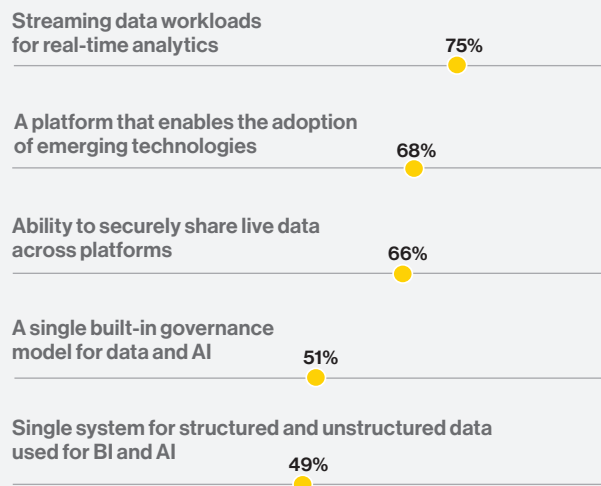 Streaming data workloads
for real-time analytics
75%
A platform that enables the adoption
of emerging technologies
68%
Ability to securely share live data
across platforms
66%
A single built-in governance
model for data and AI
51%
Single system for structured and unstructured data
used for BI and AI
49%